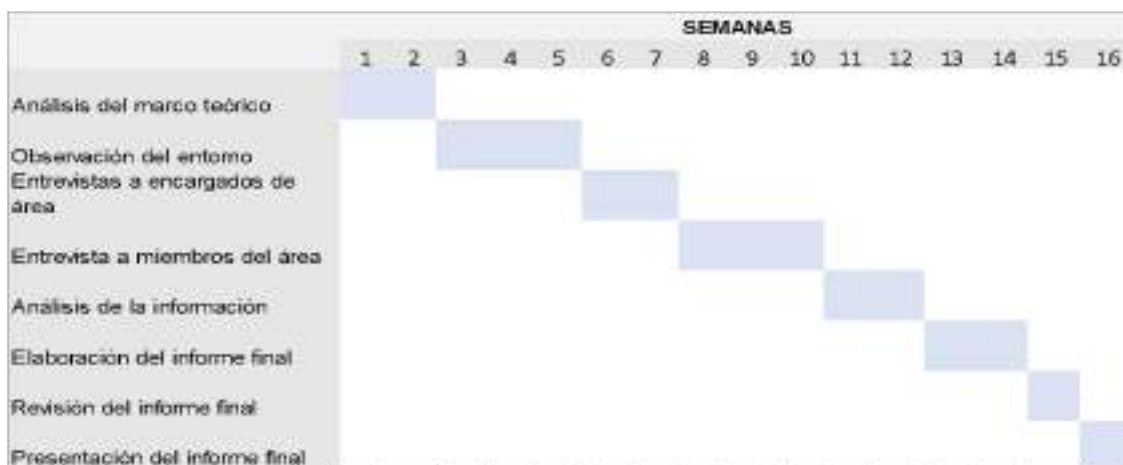 SEMANAS
1 2 3 4 5 6 7 8 9 10 11 12 13 14 15 16
Análisis del marco teórico
Observación del entorno
Entrevistas a encargados de
área
Entrevista a miembros del área
Análisis de la información
Elaboración del informe final
Revisión del informe final
Presentación del informe final